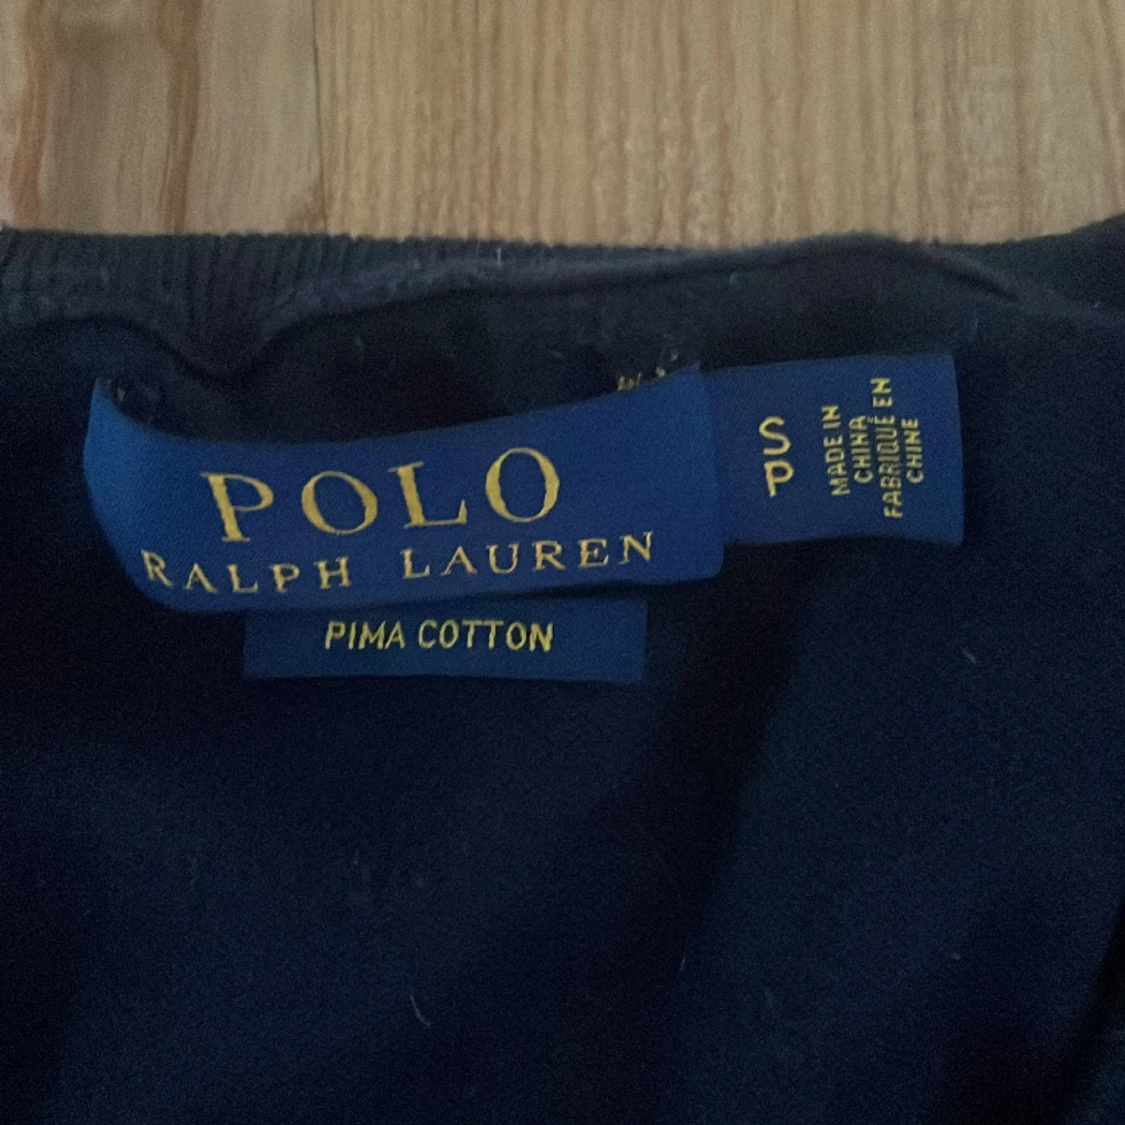 POLO
RALPH LAUREN
PIMA COTTON
S
P
MADE IN
CHINA
FABRIQUÉ EN
CHINE